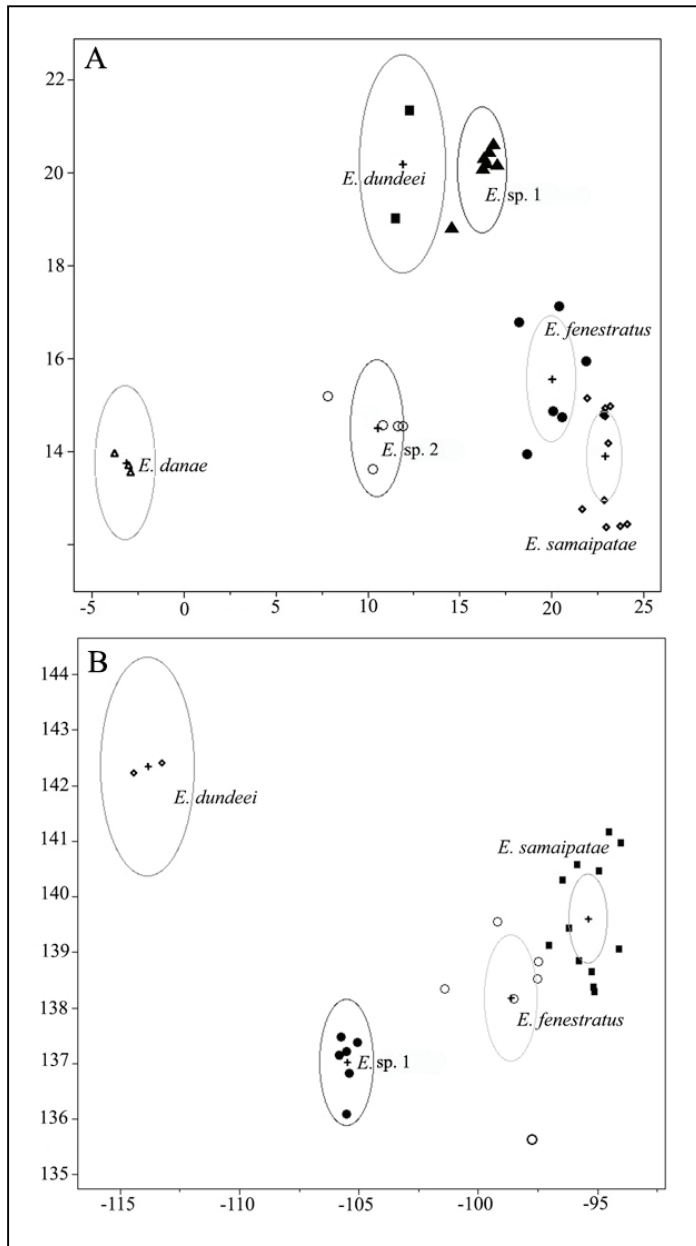 A
22
20
18
16
14
E. dundeei
E. sp. 1
E. fenestratus
E. sp. 2
E. danae
E. samaipatae
-5 0 5 10 15 20 25
B
144
143
142
141
140
139
138
137
136
135
E. dundeei
E. samaipatae
E. fenestratus
E. sp. 1
-115 -110 -105 -100 -95